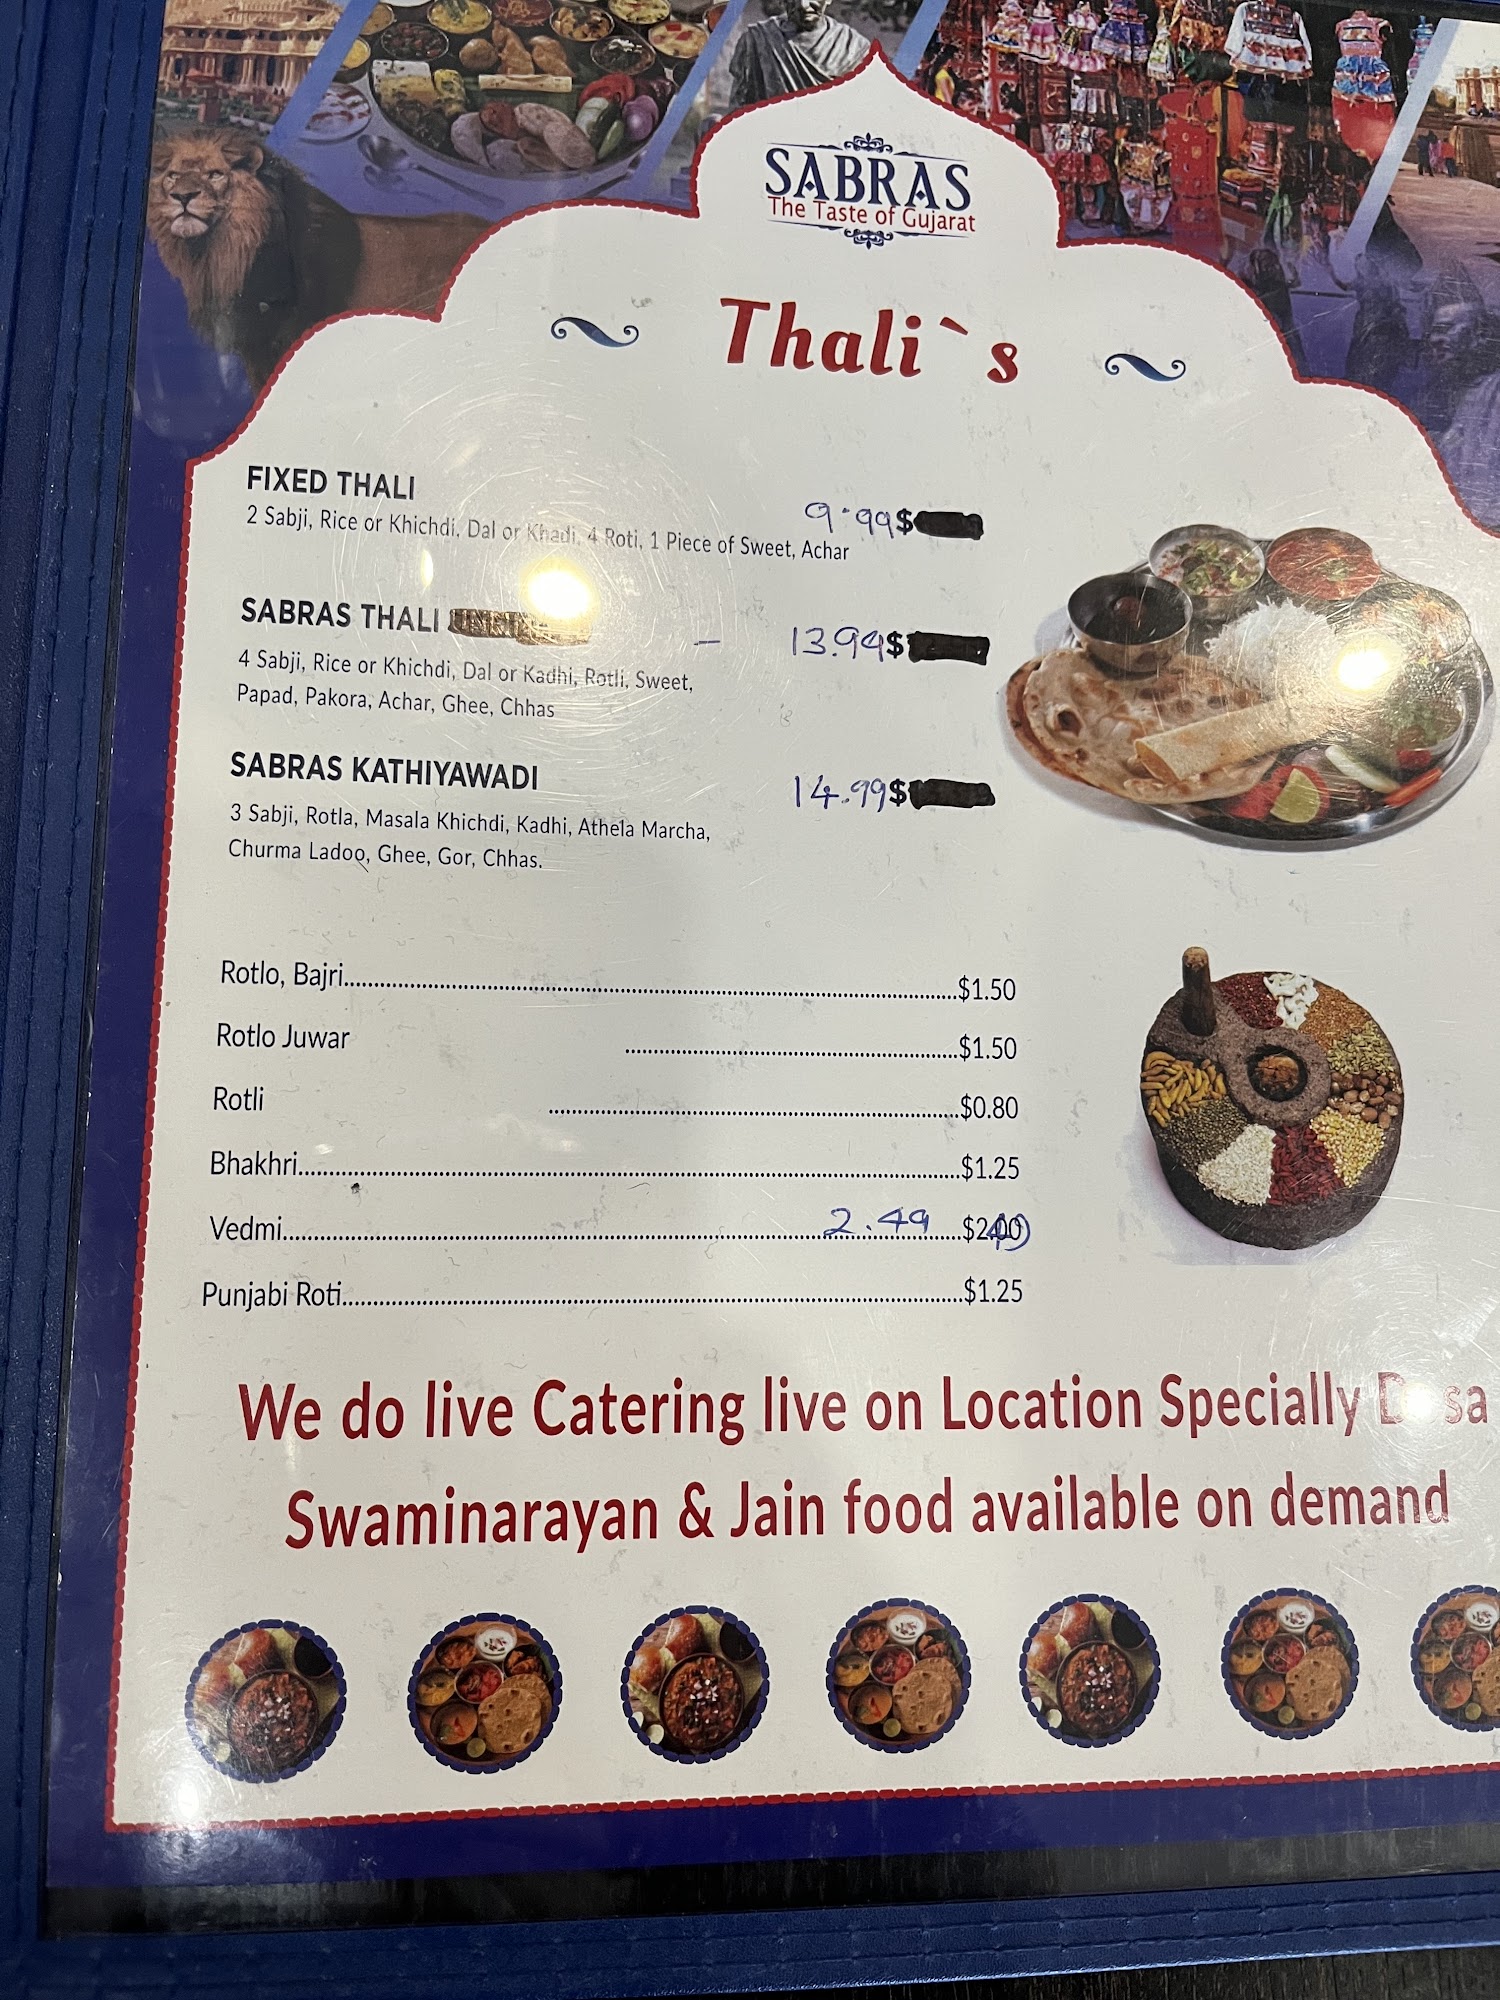 SABRAS
The Taste of Gujarat
Thali`s
FIXED THALI
9.99$
2 Sabji, Rice or Khichdi, Dal or Khadi, 4 Roti, 1 Piece of Sweet, Achar
SABRAS THALI
- 13.99$
4 Sabji, Rice or Khichdi, Dal or Kadhi, Rotli, Sweet,
Papad, Pakora, Achar, Ghee, Chhas
SABRAS KATHIYAWADI
14.99$
3 Sabji, Rotla, Masala Khichdi, Kadhi, Athela Marcha,
Churma Ladoo, Ghee, Gor, Chhas.
Rotlo, Bajri $1.50
Rotlo Juwar $1.50
Rotli $0.80
Bhakhri $1.25
Vedmi 2.49 $2.00
Punjabi Roti $1.25
We do live Catering live on Location Specially
Swaminarayan & Jain food available on demand